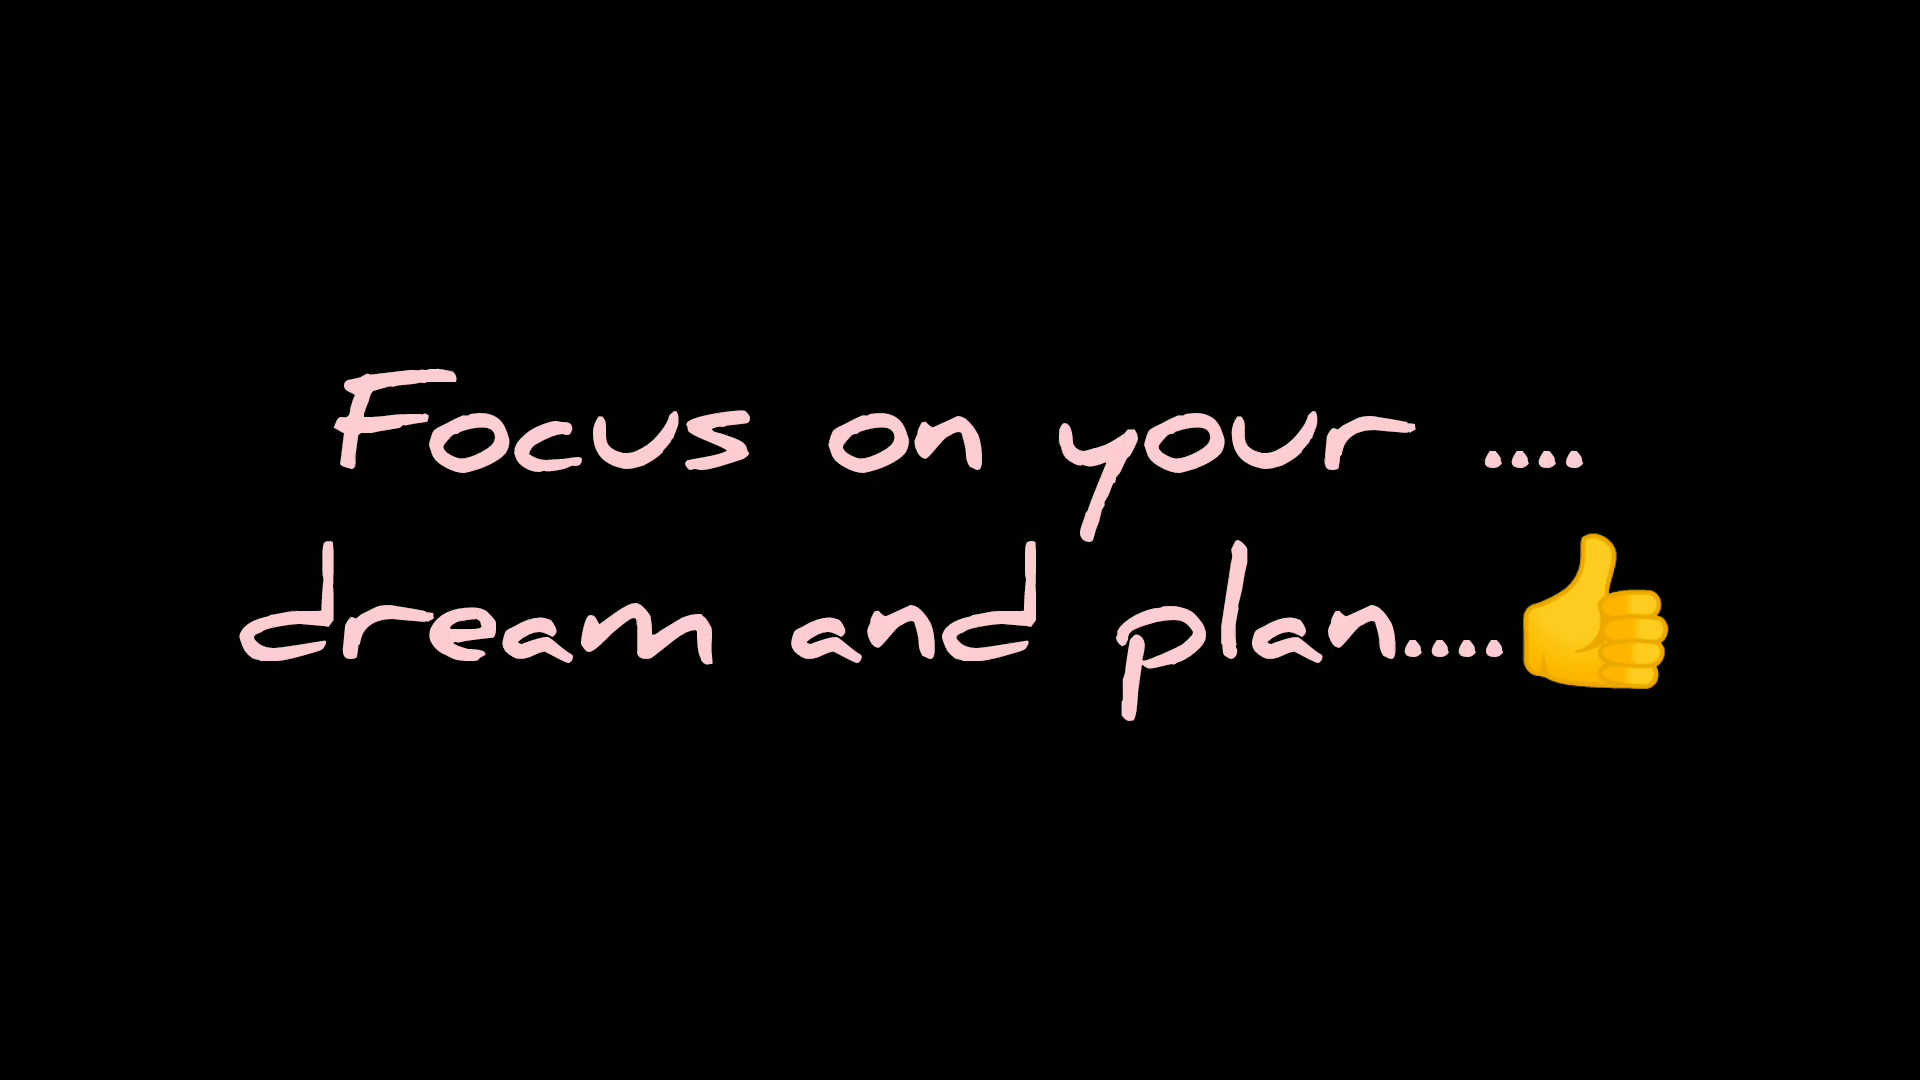 Focus on your ....
dream and plan....👍